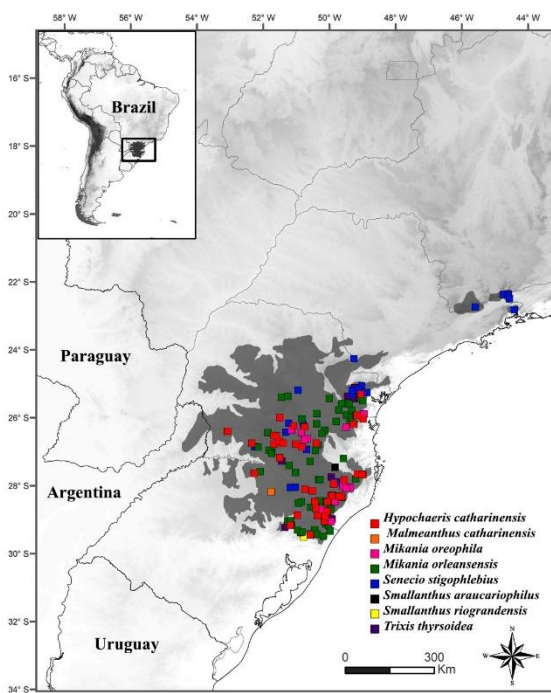 58° W
56° W
54° W
52° W
50° W
48° W
46° W
44° W
16° S
18° S
20° S
22° S
24° S
26° S
28° S
30° S
32° S
34° S
Brazil
Paraguay
Argentina
Uruguay
Hypochaeris catharinensis
Malmeanthus catharinensis
Mikania oreophila
Mikania orleansensis
Senecio stigophlebius
Smallanthus araucariophilus
Smallanthus riograndensis
Trixis thyrsoidea
0 300
Km
N
W E
S